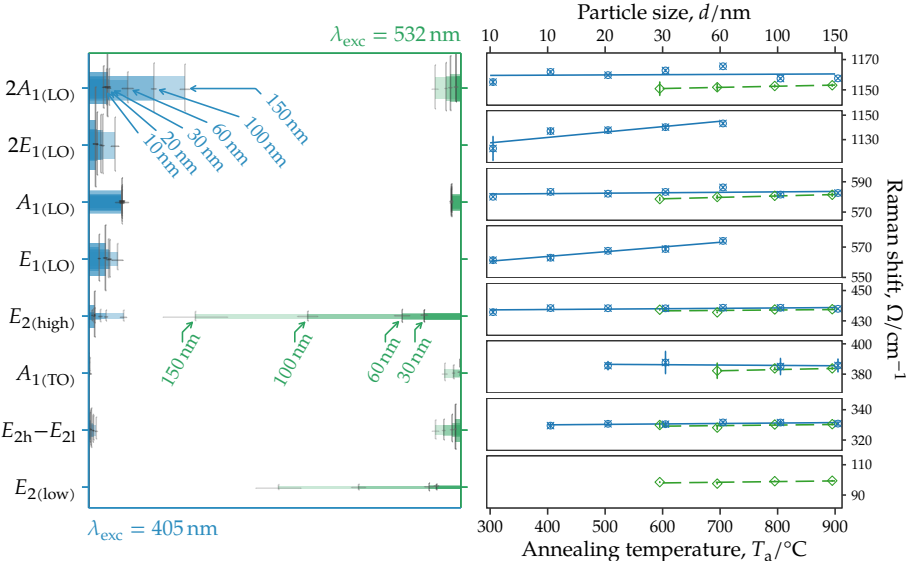 λexc = 532 nm
2A1(LO)
2E1(LO)
A1(LO)
E1(LO)
E2(high)
A1(TO)
E2h−E2l
E2(low)
10 nm
20 nm
30 nm
60 nm
100 nm
150 nm
150 nm
100 nm
60 nm
30 nm
λexc = 405 nm
Particle size, d/nm
10 10 20 30 60 100 150
1170
1150
1150
1130
590
570
570
550
450
430
400
380
340
320
100
90
Raman shift, Ω/cm−1
300 400 500 600 700 800 900
Annealing temperature, Ta/°C